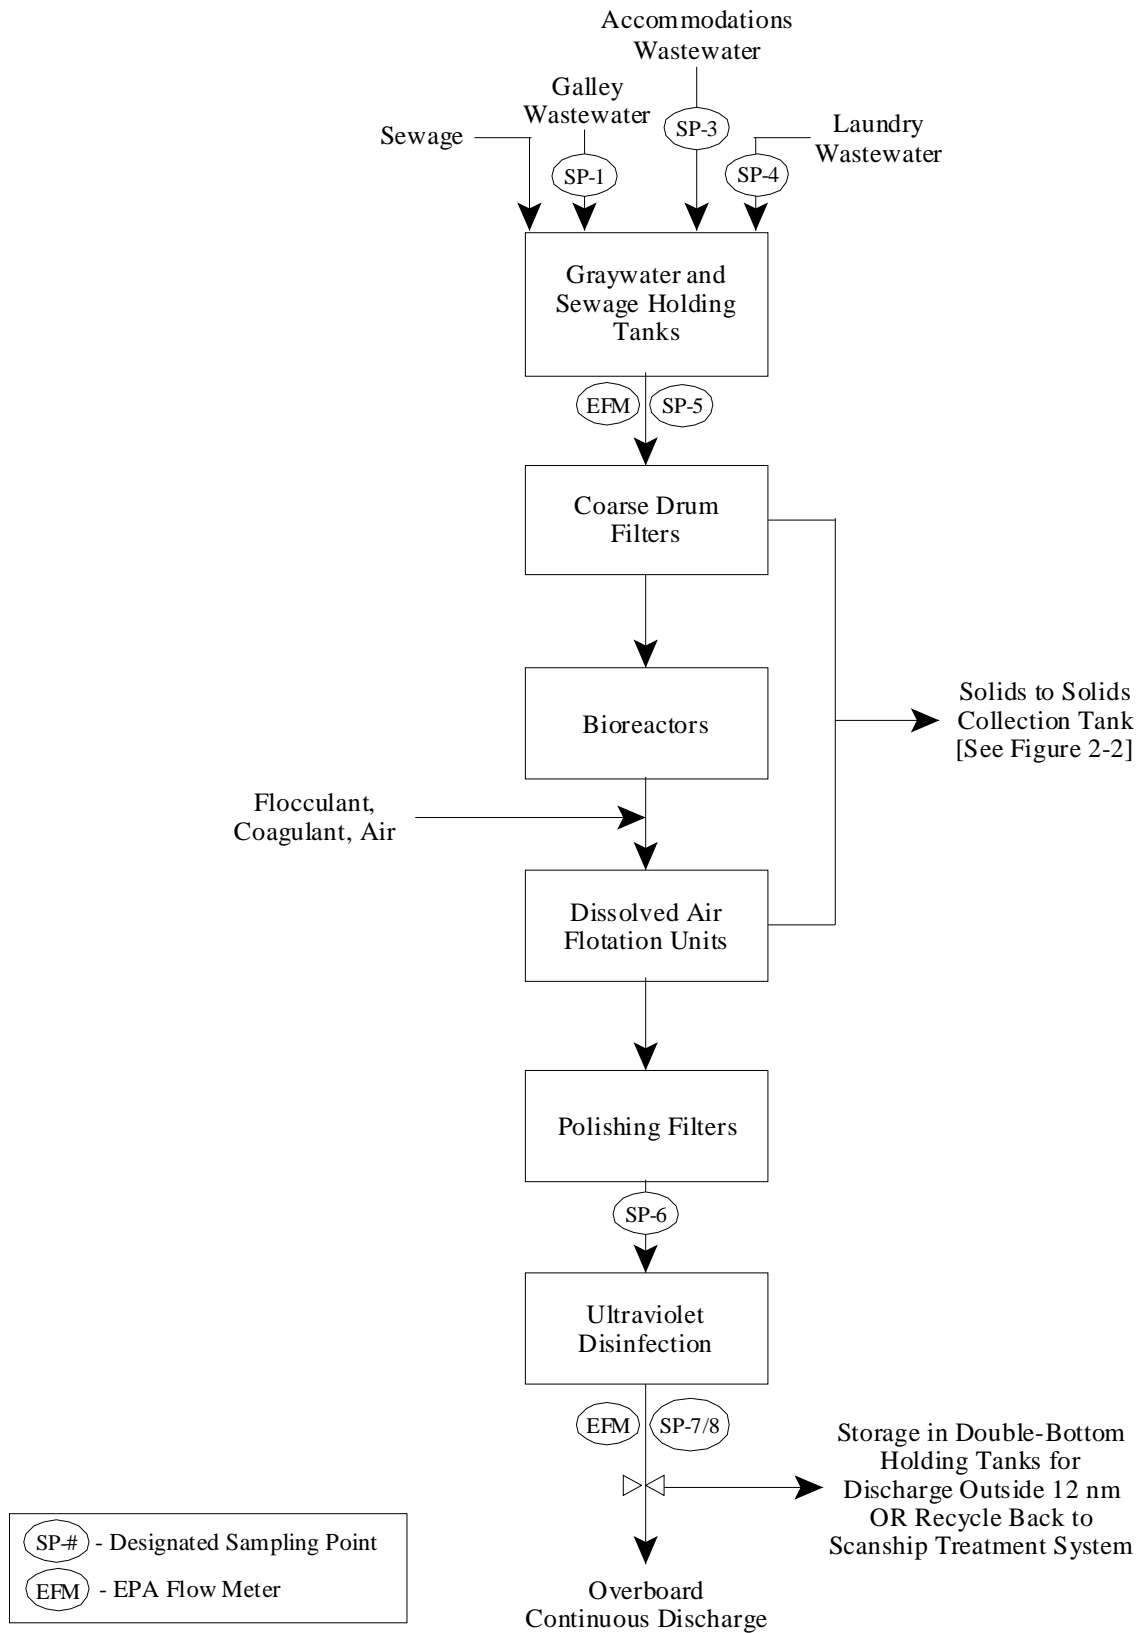 Accommodations
Wastewater
Galley
Wastewater
Sewage
SP-3
Laundry
Wastewater
SP-1
SP-4
Graywater and
Sewage Holding
Tanks
EFM
SP-5
Coarse Drum
Filters
Bioreactors
Solids to Solids
Collection Tank
[See Figure 2-2]
Flocculant,
Coagulant, Air
Dissolved Air
Flotation Units
Polishing Filters
SP-6
Ultraviolet
Disinfection
EFM
SP-7/8
Storage in Double-Bottom
Holding Tanks for
Discharge Outside 12 nm
OR Recycle Back to
Scanship Treatment System
SP-# - Designated Sampling Point
EFM - EPA Flow Meter
Overboard
Continuous Discharge